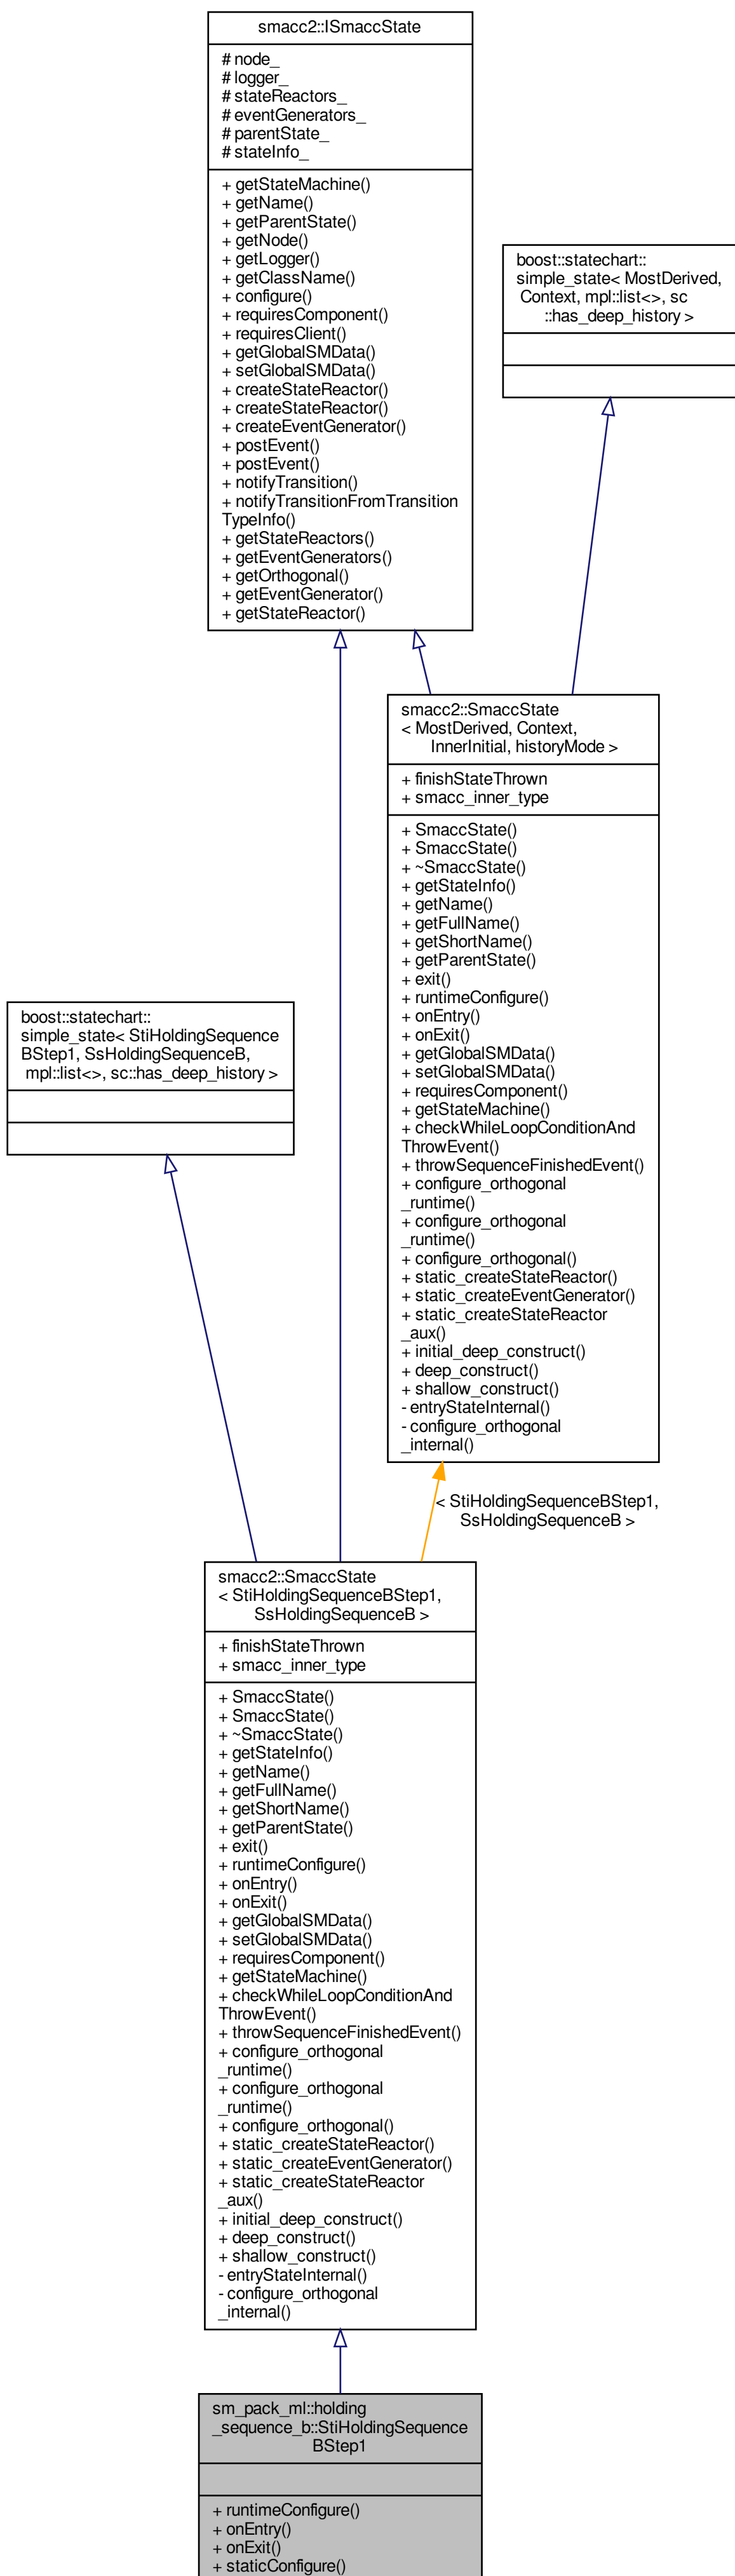 smacc2::ISmaccState
# node_
# logger_
# stateReactors_
# eventGenerators_
# parentState_
# stateInfo_
+ getStateMachine()
+ getName()
+ getParentState()
+ getNode()
+ getLogger()
+ getClassName()
+ configure()
+ requiresComponent()
+ requiresClient()
+ getGlobalSMData()
+ setGlobalSMData()
+ createStateReactor()
+ createStateReactor()
+ createEventGenerator()
+ postEvent()
+ postEvent()
+ notifyTransition()
+ notifyTransitionFromTransition
TypeInfo()
+ getStateReactors()
+ getEventGenerators()
+ getOrthogonal()
+ getEventGenerator()
+ getStateReactor()
boost::statechart::
simple_state< MostDerived,
Context, mpl::list<>, sc
::has_deep_history >
smacc2::SmaccState
< MostDerived, Context,
InnerInitial, historyMode >
+ finishStateThrown
+ smacc_inner_type
+ SmaccState()
+ SmaccState()
+ ~SmaccState()
+ getStateInfo()
+ getName()
+ getFullName()
+ getShortName()
+ getParentState()
+ exit()
+ runtimeConfigure()
+ onEntry()
+ onExit()
+ getGlobalSMData()
+ setGlobalSMData()
+ requiresComponent()
+ getStateMachine()
+ checkWhileLoopConditionAnd
ThrowEvent()
+ throwSequenceFinishedEvent()
+ configure_orthogonal
_runtime()
+ configure_orthogonal
_runtime()
+ configure_orthogonal()
+ static_createStateReactor()
+ static_createEventGenerator()
+ static_createStateReactor
_aux()
+ initial_deep_construct()
+ deep_construct()
+ shallow_construct()
- entryStateInternal()
- configure_orthogonal
_internal()
boost::statechart::
simple_state< StiHoldingSequence
BStep1, SsHoldingSequenceB,
mpl::list<>, sc::has_deep_history >
< StiHoldingSequenceBStep1,
SsHoldingSequenceB >
smacc2::SmaccState
< StiHoldingSequenceBStep1,
SsHoldingSequenceB >
+ finishStateThrown
+ smacc_inner_type
+ SmaccState()
+ SmaccState()
+ ~SmaccState()
+ getStateInfo()
+ getName()
+ getFullName()
+ getShortName()
+ getParentState()
+ exit()
+ runtimeConfigure()
+ onEntry()
+ onExit()
+ getGlobalSMData()
+ setGlobalSMData()
+ requiresComponent()
+ getStateMachine()
+ checkWhileLoopConditionAnd
ThrowEvent()
+ throwSequenceFinishedEvent()
+ configure_orthogonal
_runtime()
+ configure_orthogonal
_runtime()
+ configure_orthogonal()
+ static_createStateReactor()
+ static_createEventGenerator()
+ static_createStateReactor
_aux()
+ initial_deep_construct()
+ deep_construct()
+ shallow_construct()
- entryStateInternal()
- configure_orthogonal
_internal()
sm_pack_ml::holding
_sequence_b::StiHoldingSequence
BStep1
+ runtimeConfigure()
+ onEntry()
+ onExit()
+ staticConfigure()